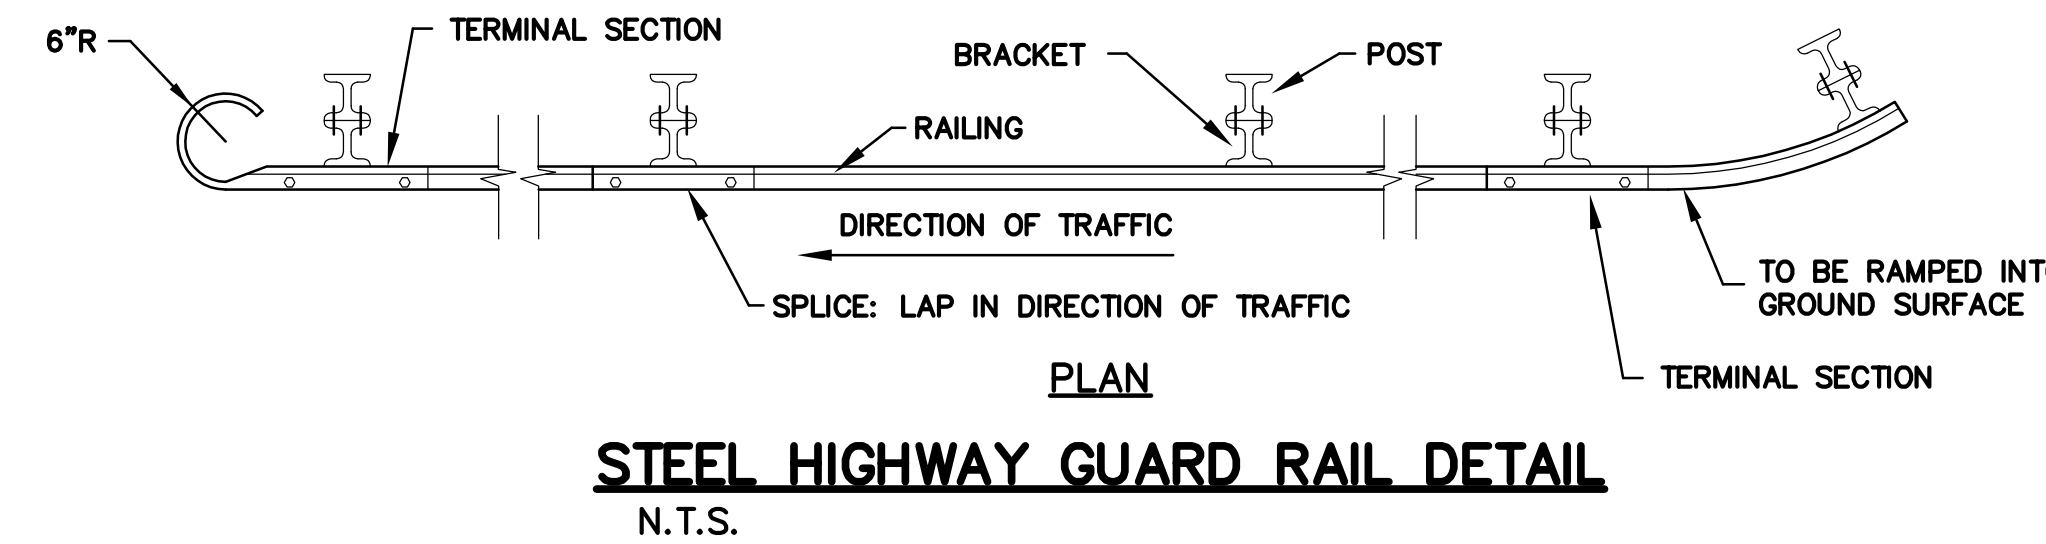 6"R
TERMINAL SECTION
BRACKET
POST
RAILING
DIRECTION OF TRAFFIC
SPLICE: LAP IN DIRECTION OF TRAFFIC
TO BE RAMPED
GROUND SURFACE
TERMINAL SECTION
PLAN
STEEL HIGHWAY GUARD RAIL DETAIL
N.T.S.